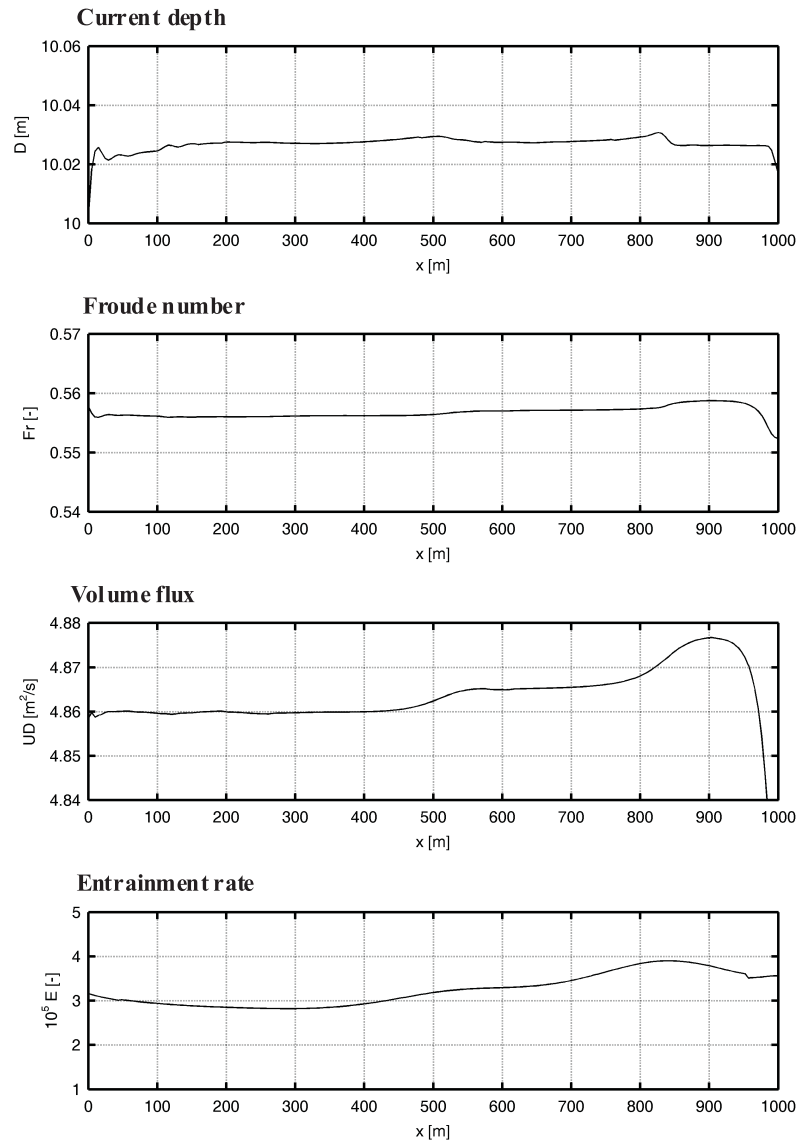 Current depth
10.06
10.04
10.02
10
D [m]
0 100 200 300 400 500 600 700 800 900 1000
x [m]
Froude number
0.57
0.56
0.55
0.54
Fr [-]
0 100 200 300 400 500 600 700 800 900 1000
x [m]
Volume flux
4.88
4.87
4.86
4.85
4.84
UD [m²/s]
0 100 200 300 400 500 600 700 800 900 1000
x [m]
Entrainment rate
5
4
3
2
1
10⁵ E [-]
0 100 200 300 400 500 600 700 800 900 1000
x [m]